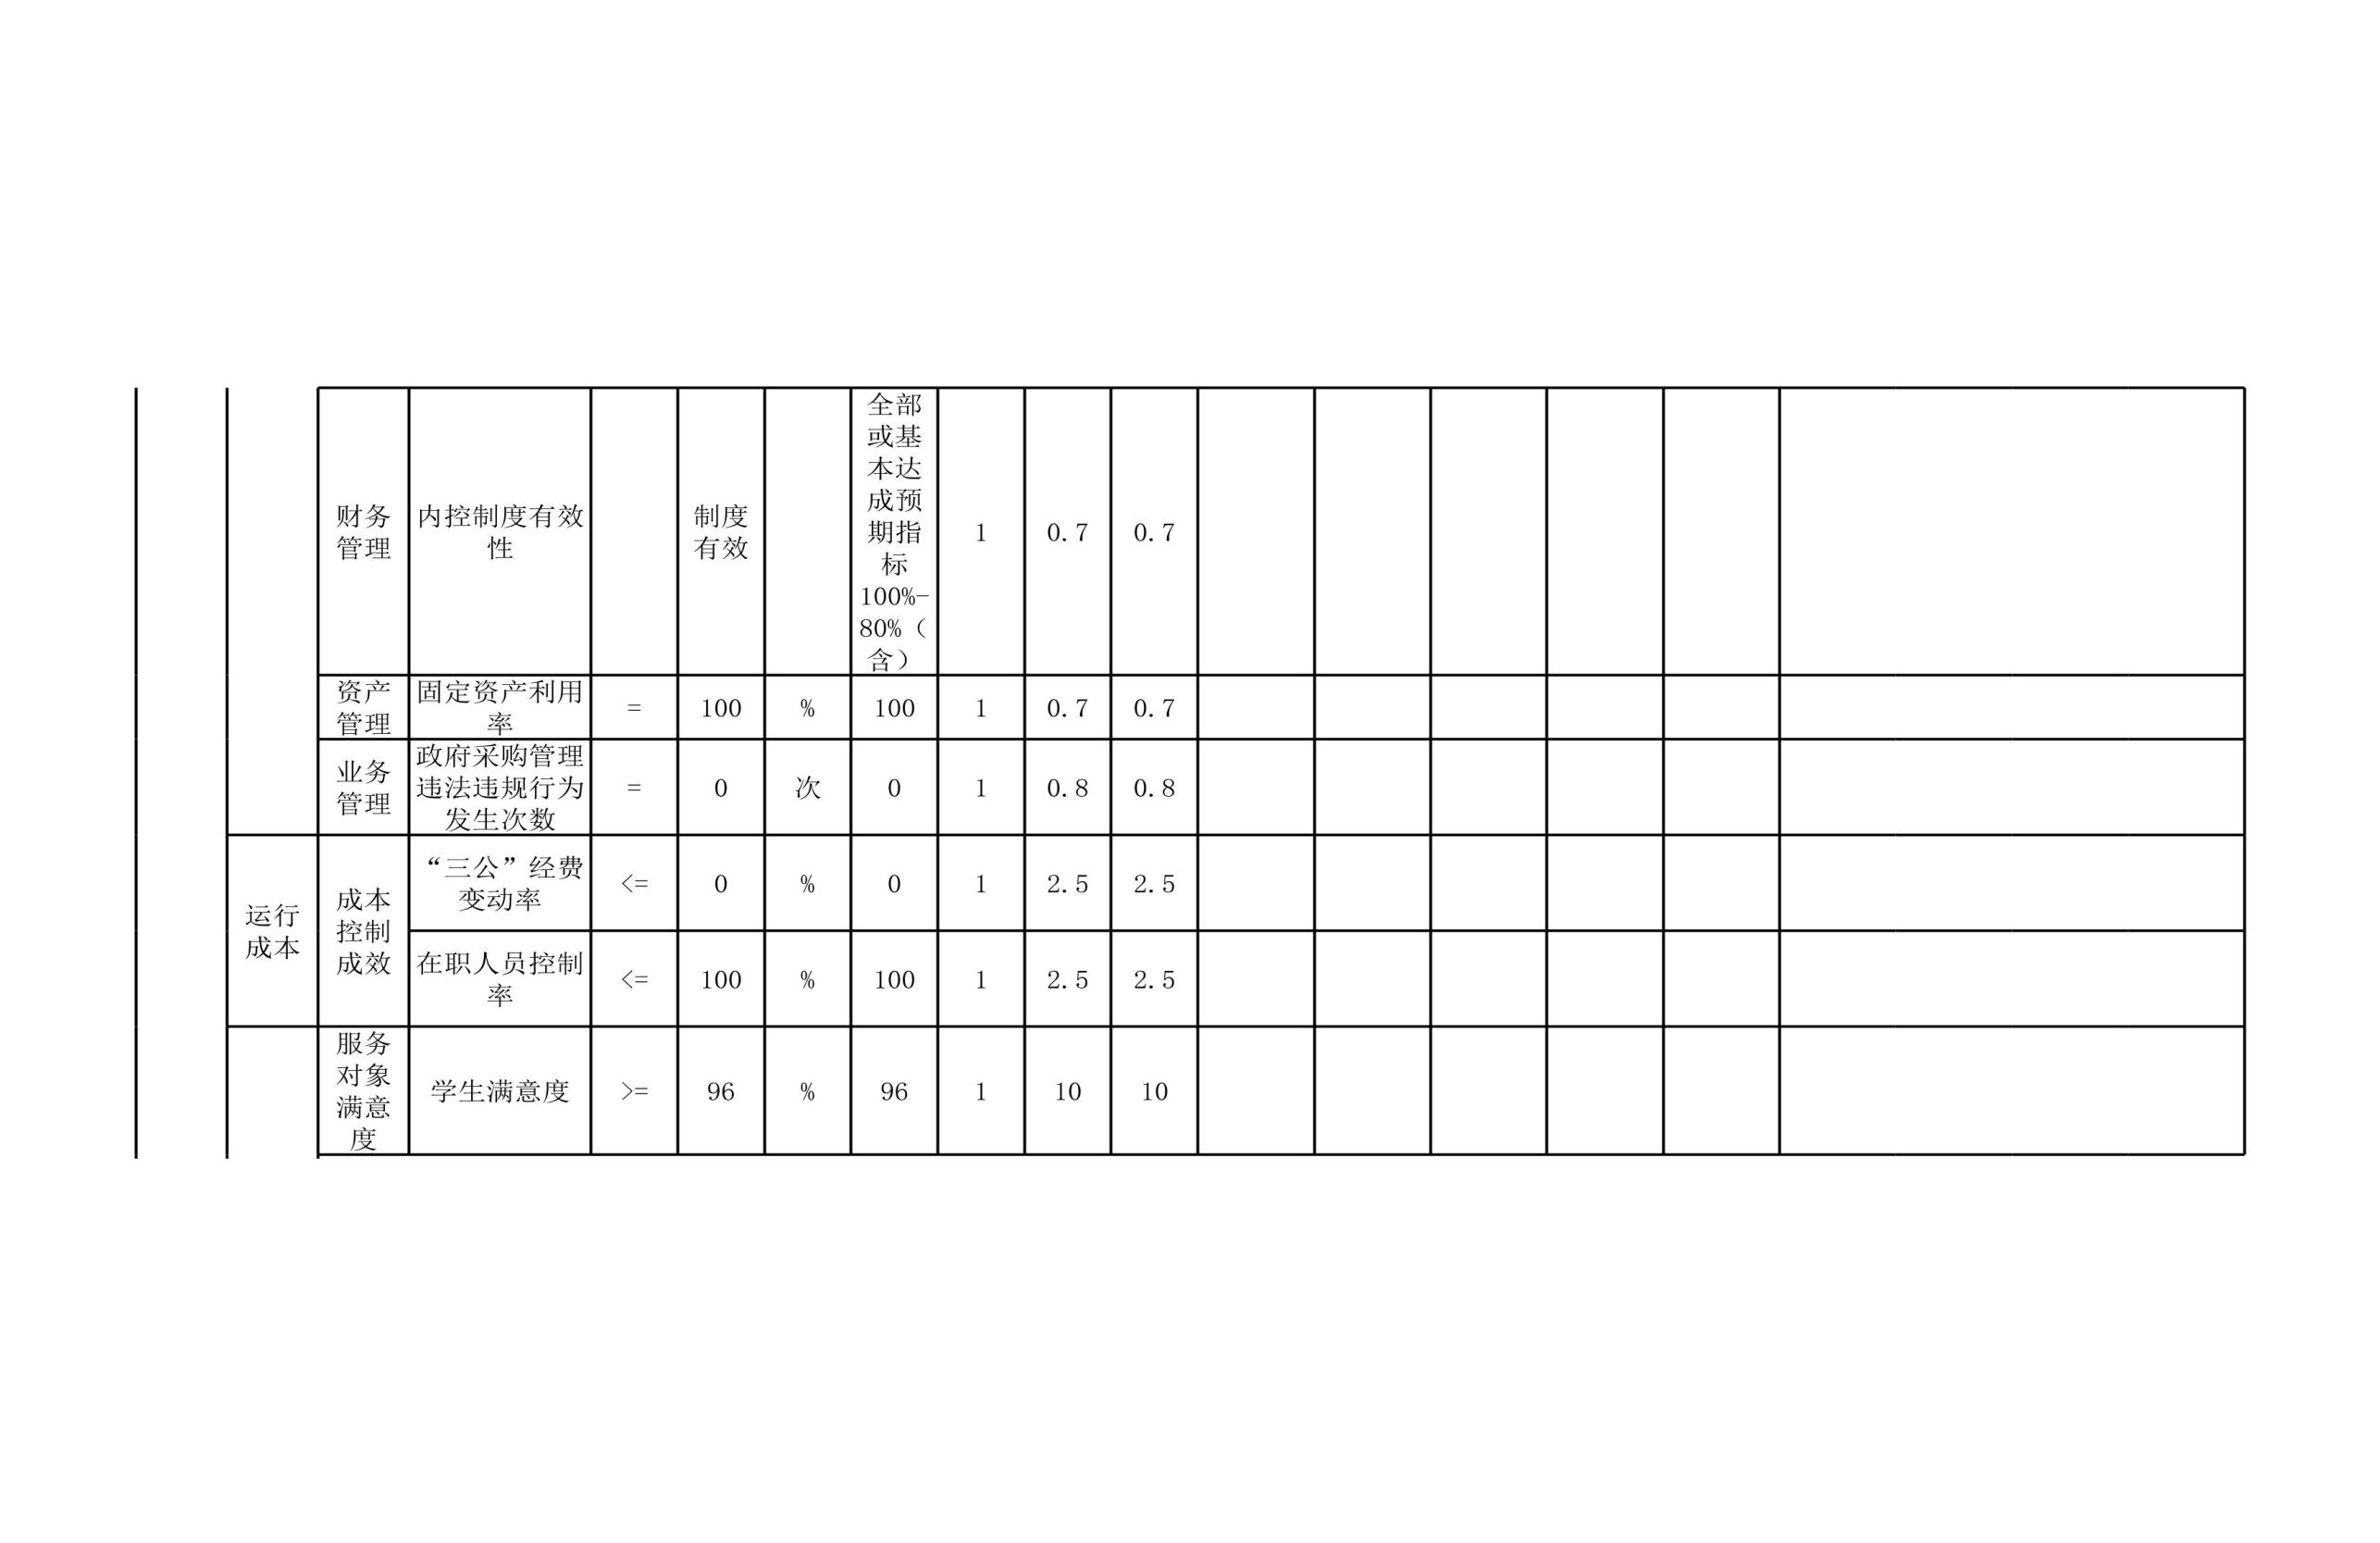 财务管理 内控制度有效性 制度有效 全部或基本达成预期指标100%-80%（含） 1 0.7 0.7
资产管理 固定资产利用率 = 100 % 100 1 0.7 0.7
业务管理 政府采购管理违法违规行为发生次数 = 0 次 0 1 0.8 0.8
运行成本 成本控制成效 “三公”经费变动率 <= 0 % 0 1 2.5 2.5
在职人员控制率 <= 100 % 100 1 2.5 2.5
服务对象满意度 学生满意度 >= 96 % 96 1 10 10